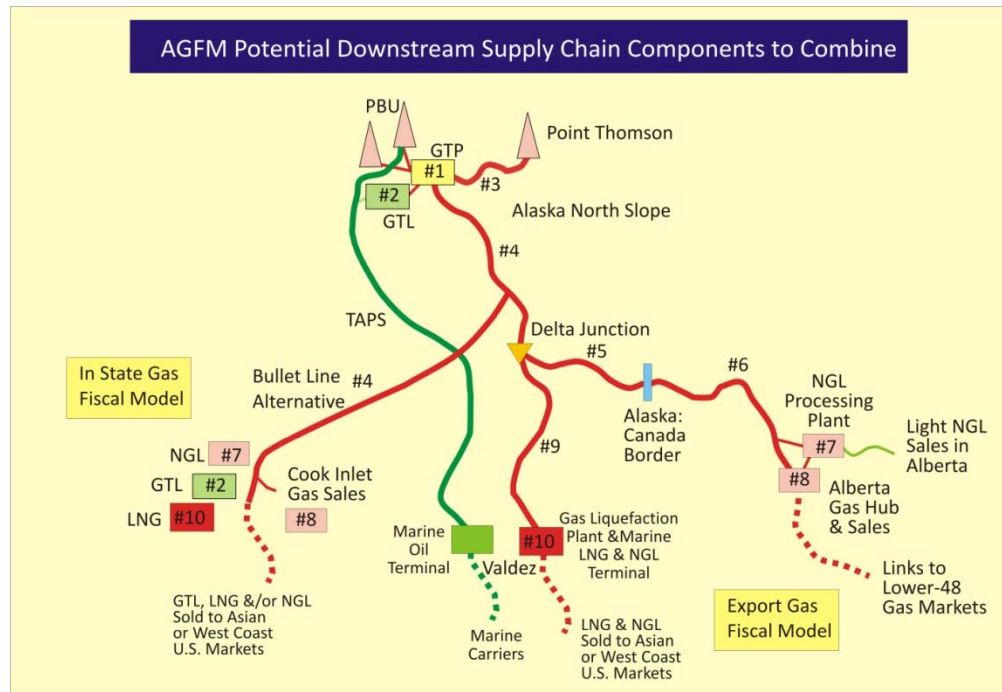 AGFM Potential Downstream Supply Chain Components to Combine
PBU
Point Thomson
GTP
#1
#3
#2
GTL
Alaska North Slope
#4
TAPS
Delta Junction
#5
#6
In State Gas
Fiscal Model
Bullet Line
Alternative
#4
Alaska:
Canada
Border
NGL
Processing
Plant
#7
Light NGL
Sales in
Alberta
#9
NGL
#7
GTL
#2
LNG
#10
Cook Inlet
Gas Sales
#8
#8
Alberta
Gas Hub
& Sales
Marine
Oil
Terminal
Valdez
#10
Gas Liquefaction
Plant &Marine
LNG & NGL
Terminal
Links to
Lower-48
Gas Markets
GTL, LNG &/or NGL
Sold to Asian
or West Coast
U.S. Markets
Marine
Carriers
LNG & NGL
Sold to Asian
or West Coast
U.S. Markets
Export Gas
Fiscal Model